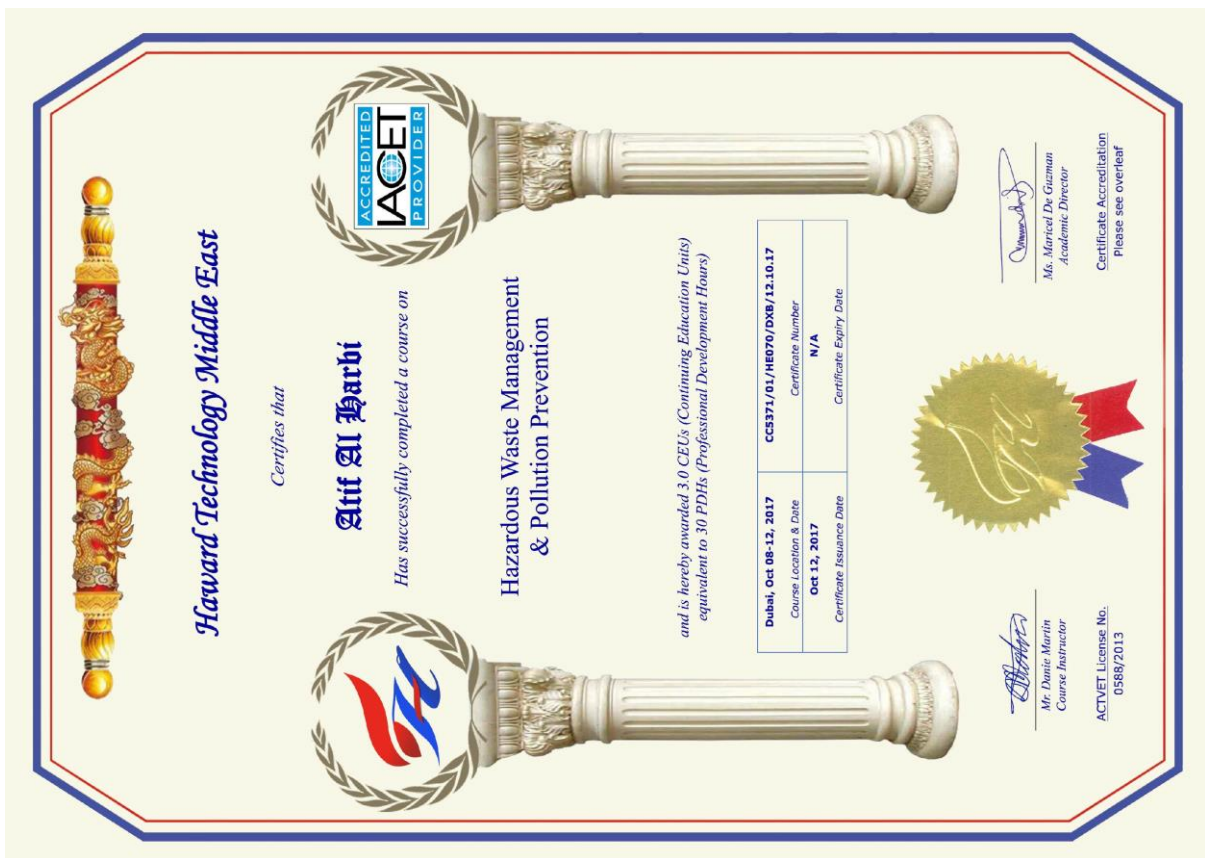 Haward Technology Middle East
Certifies that
ACCREDITED
IACET
PROVIDER
Atif Al Harbi
Has successfully completed a course on
Hazardous Waste Management
& Pollution Prevention
and is hereby awarded 3.0 CEUs (Continuing Education Units)
equivalent to 30 PDHs (Professional Development Hours)
Dubai, Oct 08-12, 2017
CC5371/01/HE070/DXB/12.10.17
Course Location & Date
Certificate Number
Oct 12, 2017
N/A
Certificate Issuance Date
Certificate Expiry Date
Mr. Danie Martin
Course Instructor
Ms. Maricel De Guzman
Academic Director
ACTVET License No.
0588/2013
Certificate Accreditation
Please see overleaf